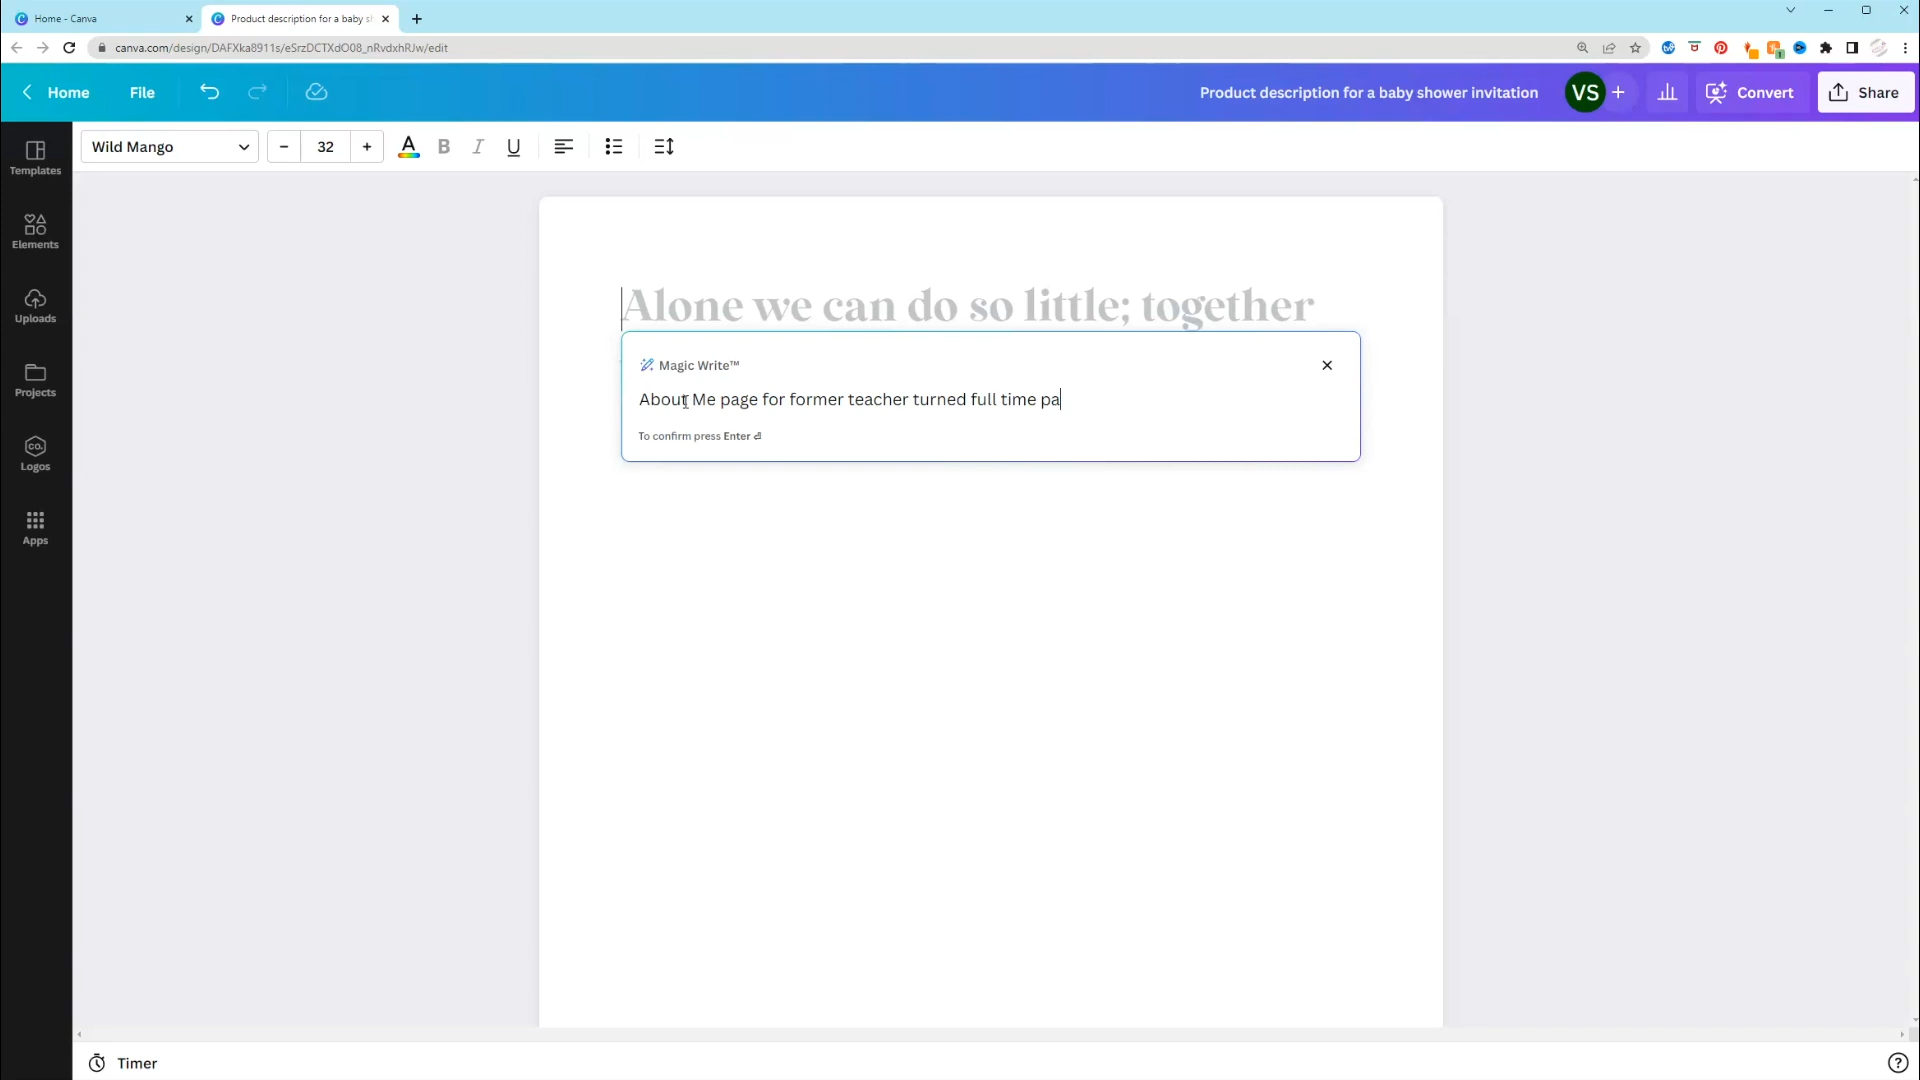 Home - Canva
Product description for a baby s
canva.com/design/DAFXka8911s/eSrzDCTXdO08_nRvdxhRJw/edit
Home
File
Product description for a baby shower invitation
VS
Convert
Share
Wild Mango
32
A
B
I
U
Templates
Elements
Uploads
Projects
CO.
Logos
Apps
Alone we can do so little; together
Magic Write™
About Me page for former teacher turned full time pa
To confirm press Enter ⏎
Timer